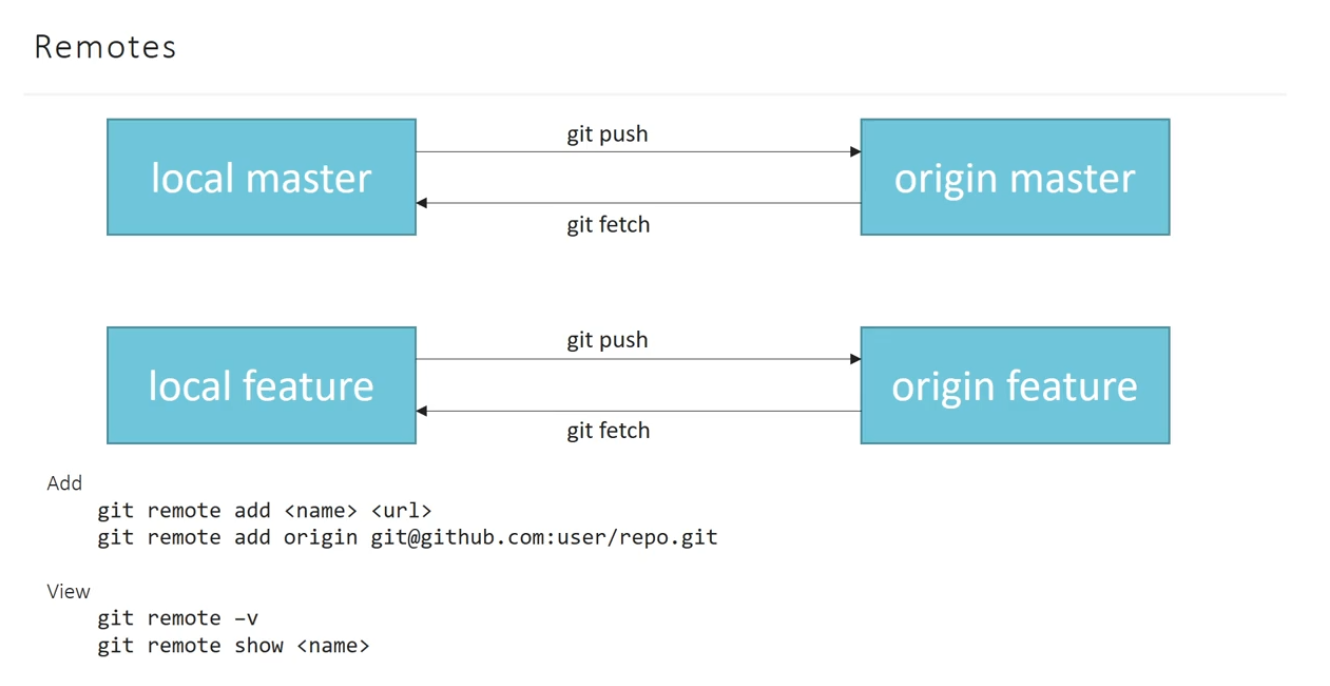 Remotes
git push
local master
origin master
git fetch
git push
local feature
origin feature
git fetch
Add
git remote add <name> <url>
git remote add origin git@github.com:user/repo.git
View
git remote –v
git remote show <name>